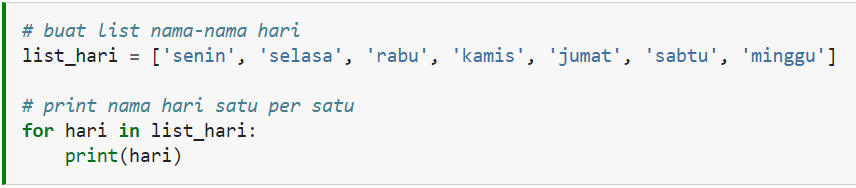 # buat list nama-nama hari
list_hari = ['senin', 'selasa', 'rabu', 'kamis', 'jumat', 'sabtu', 'minggu']

# print nama hari satu per satu
for hari in list_hari:
    print(hari)